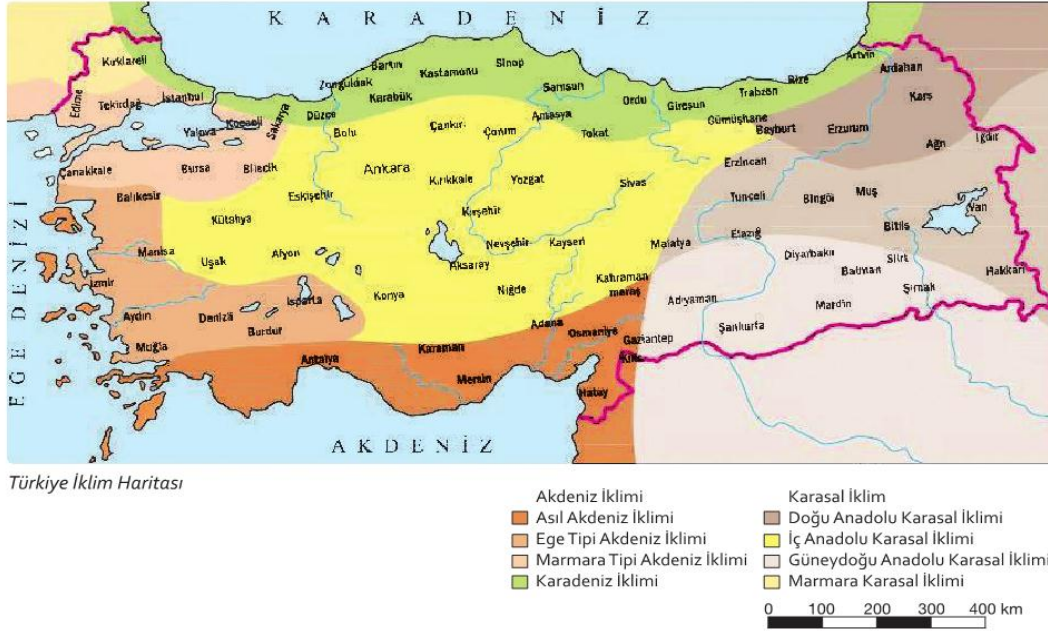 KARADENİZ
Kırklareli
Edirne
Tekirdağ
İstanbul
Yalova
Kocaeli
Sakarya
Düzce
Bolu
Zonguldak
Bartın
Karabük
Kastamonu
Sinop
Samsun
Amasya
Tokat
Ordu
Giresun
Trabzon
Gümüşhane
Bayburt
Rize
Artvin
Ardahan
Kars
Erzurum
Ağrı
Iğdır
Çanakkale
Bursa
Bilecik
Balıkesir
Kütahya
Eskişehir
Ankara
Çankırı
Çorum
Kırıkkale
Yozgat
Sivas
Erzincan
Tunceli
Bingöl
Muş
Van
Bitlis
Manisa
Uşak
Afyon
Kırşehir
Nevşehir
Kayseri
Aksaray
Malatya
Elazığ
Diyarbakır
Batman
Siirt
Hakkari
Şırnak
İzmir
Aydın
Denizli
Isparta
Burdur
Konya
Niğde
Kahraman
maraş
Adıyaman
Mardin
Şanlıurfa
Muğla
Antalya
Karaman
Mersin
Adana
Osmaniye
Gaziantep
Kilis
Hatay
EGE DENİZİ
AKDENİZ
Türkiye İklim Haritası
Akdeniz İklimi
Asıl Akdeniz İklimi
Ege Tipi Akdeniz İklimi
Marmara Tipi Akdeniz İklimi
Karadeniz İklimi
Karasal İklim
Doğu Anadolu Karasal İklimi
İç Anadolu Karasal İklimi
Güneydoğu Anadolu Karasal İklimi
Marmara Karasal İklimi
0 100 200 300 400 km